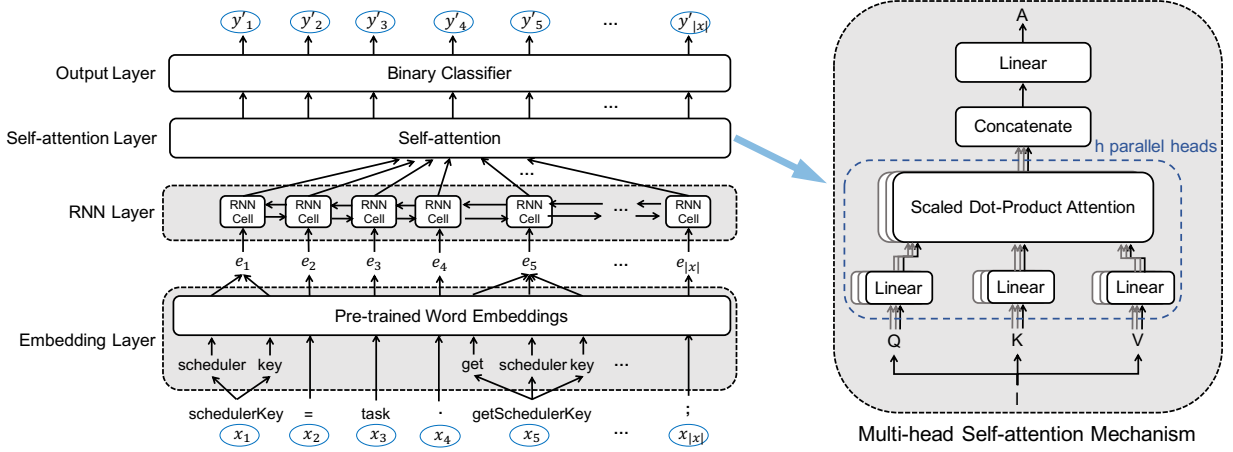 y'1 y'2 y'3 y'4 y'5 ... y'|x|
Output Layer
Binary Classifier
...
Self-attention Layer
Self-attention
...
RNN Layer
RNN Cell RNN Cell RNN Cell RNN Cell RNN Cell ... RNN Cell
e1 e2 e3 e4 e5 ... e|x|
Embedding Layer
Pre-trained Word Embeddings
scheduler key get scheduler key ...
schedulerKey = task . getSchedulerKey ;
x1 x2 x3 x4 x5 ... x|x|
A
Linear
Concatenate
h parallel heads
Scaled Dot-Product Attention
Linear Linear Linear
Q K V
I
Multi-head Self-attention Mechanism